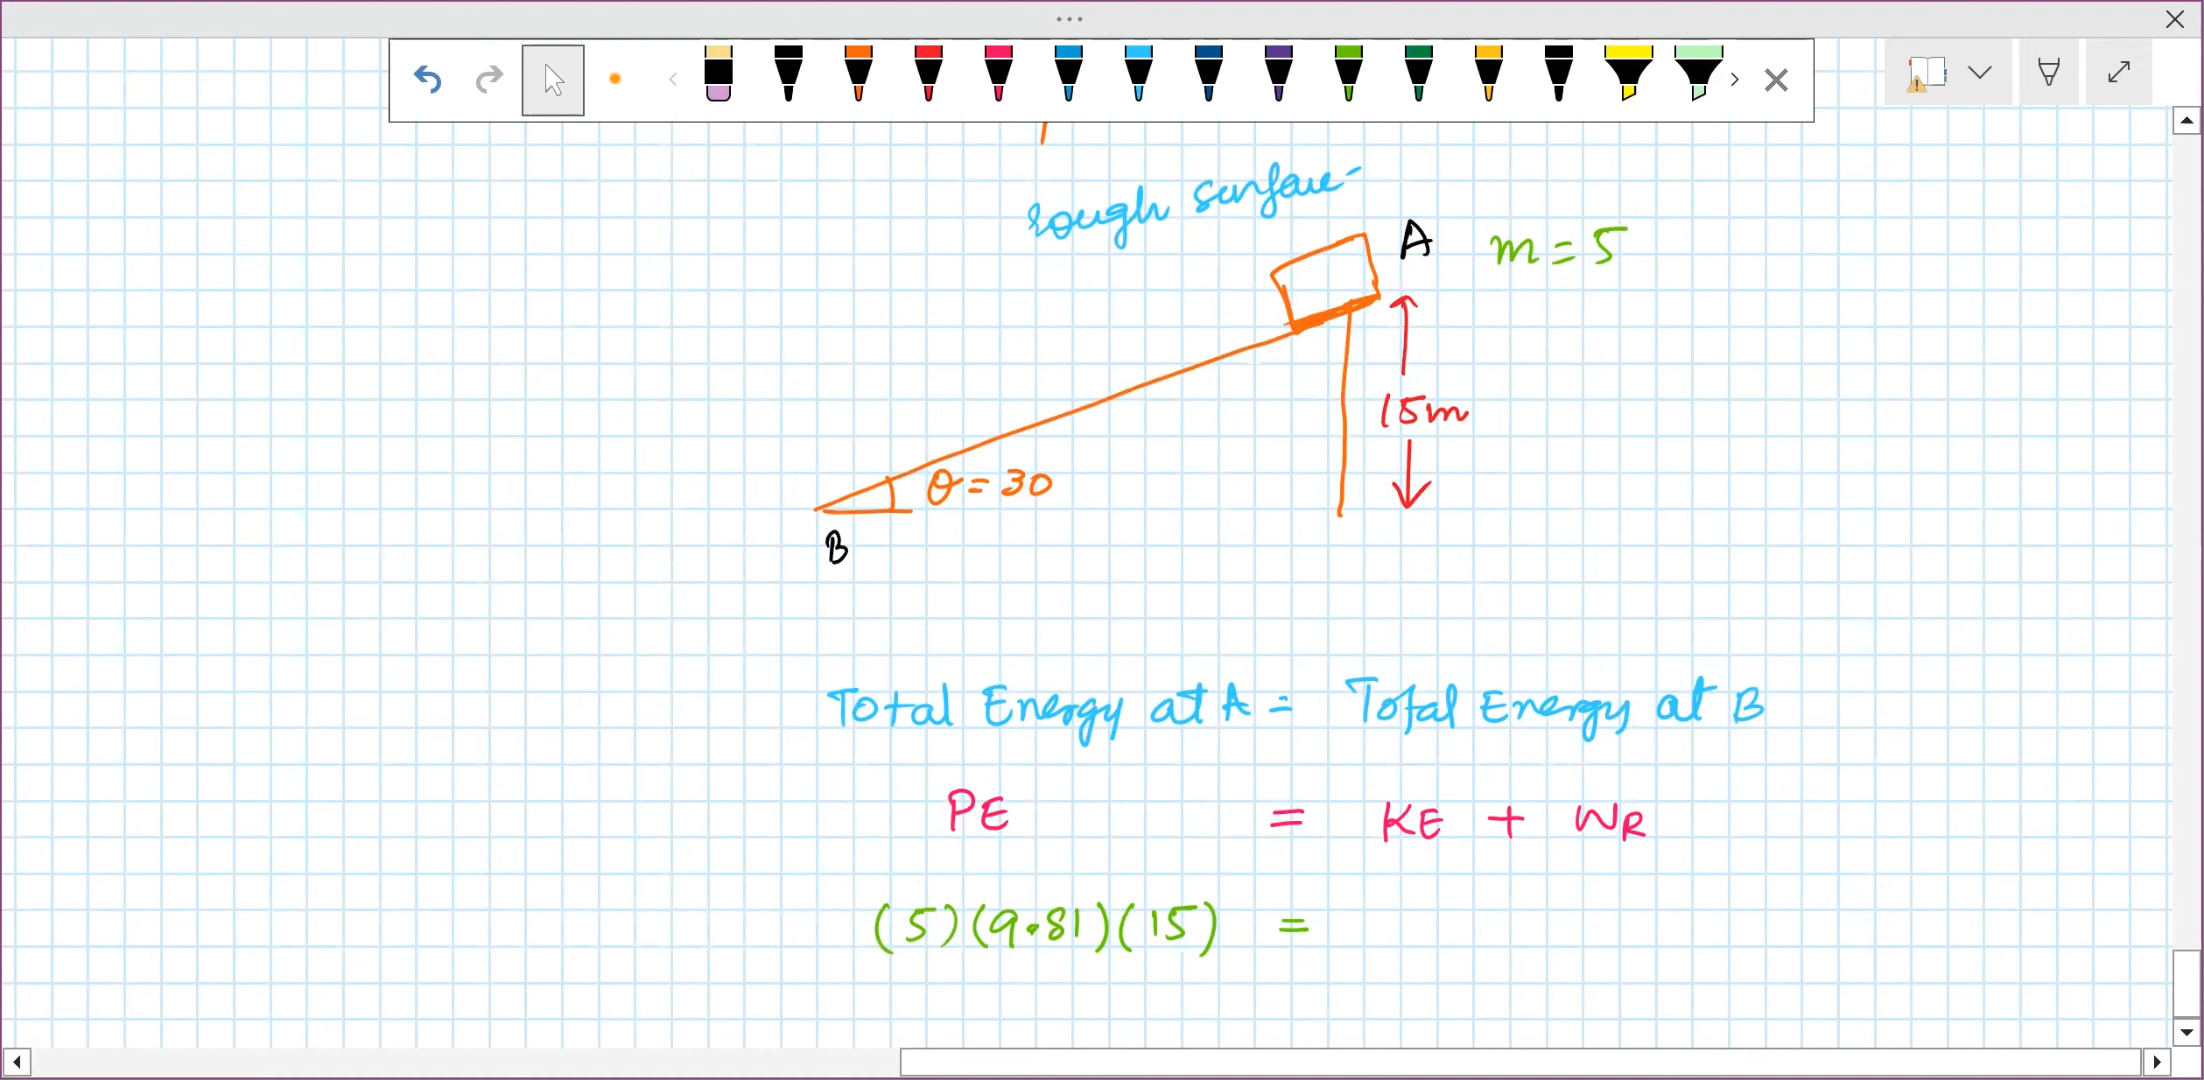 rough surface
A m = 5
15m
θ = 30
B
Total Energy at A = Total Energy at B
PE = KE + WR
(5)(9.81)(15) =